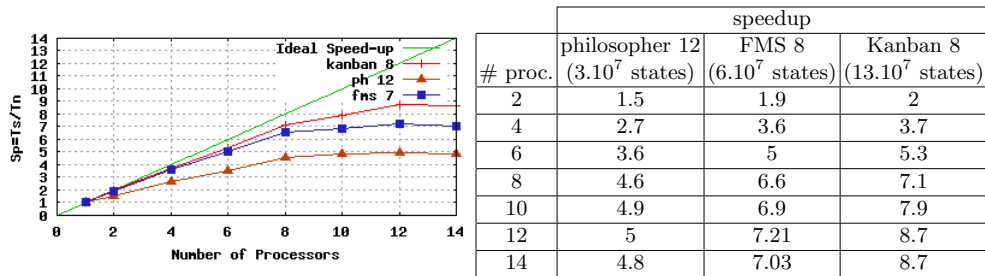 14
13
12
11
10
9
8
7
6
5
4
3
2
1
0
Sp=Ts/Tn
Ideal Speed-up
kanban 8
ph 12
fms 7
0 2 4 6 8 10 12 14
Number of Processors
speedup
philosopher 12 FMS 8 Kanban 8
# proc. (3.10^7 states) (6.10^7 states) (13.10^7 states)
2 1.5 1.9 2
4 2.7 3.6 3.7
6 3.6 5 5.3
8 4.6 6.6 7.1
10 4.9 6.9 7.9
12 5 7.21 8.7
14 4.8 7.03 8.7